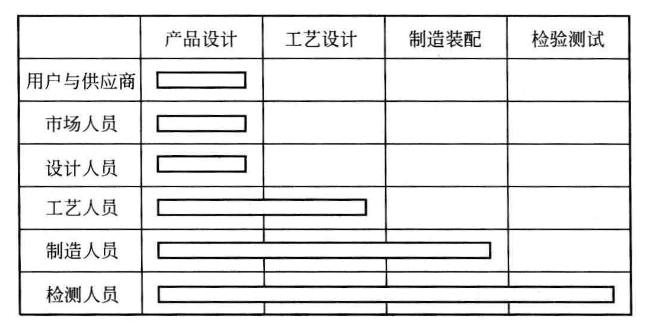 产品设计 工艺设计 制造装配 检验测试
用户与供应商
市场人员
设计人员
工艺人员
制造人员
检测人员